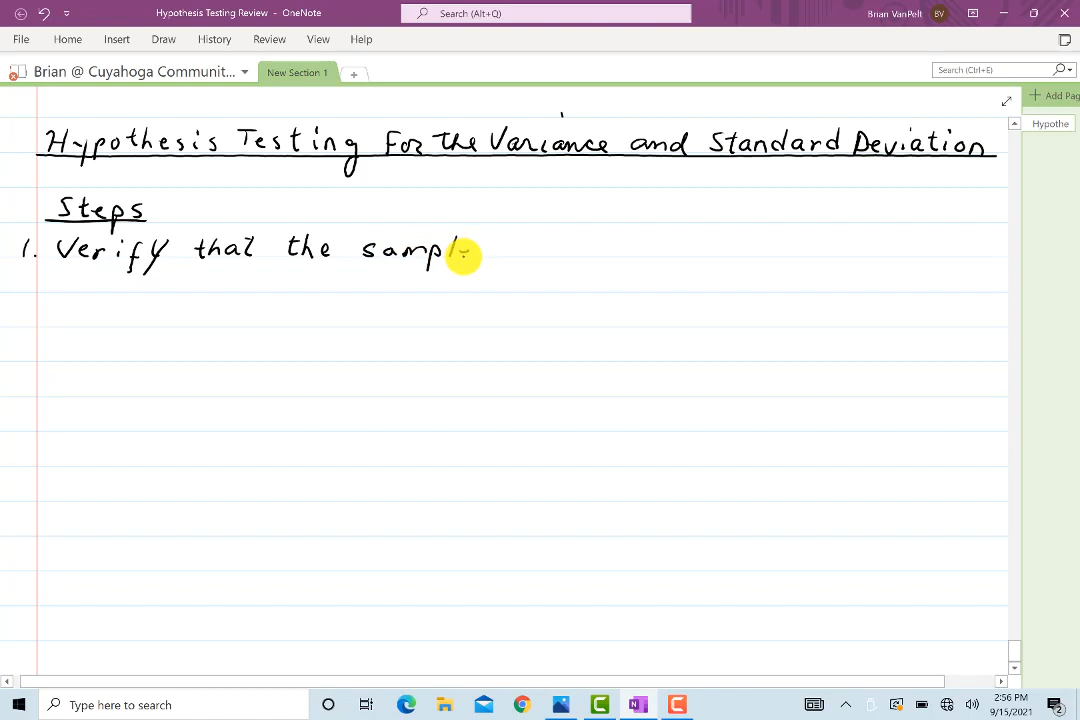 Hypothesis Testing Review - OneNote
Search (Alt+Q)
Brian VanPelt
BV
File Home Insert Draw History Review View Help
Brian @ Cuyahoga Communit...
New Section 1
Search (Ctrl+E)
Add Pag
Hypothe
Hypothesis Testing For the Variance and Standard Deviation
Steps
1. Verify that the sampl
Type here to search
2:56 PM
9/15/2021
2